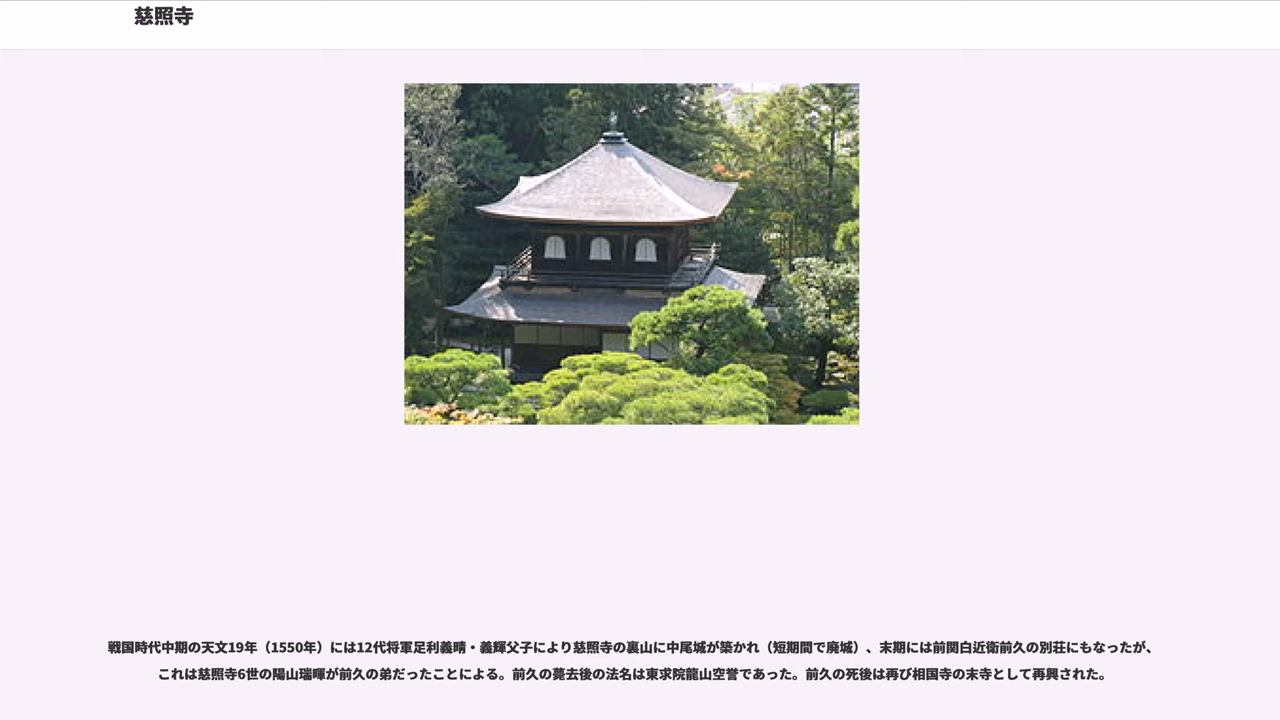 慈照寺
戦国時代中期の天文19年（1550年）には12代将軍足利義晴・義輝父子により慈照寺の裏山に中尾城が築かれ（短期間で廃城）、末期には前関白近衛前久の別荘にもなったが、
これは慈照寺6世の陽山瑞暉が前久の弟だったことによる。前久の薨去後の法名は東求院龍山空誉であった。前久の死後は再び相国寺の末寺として再興された。